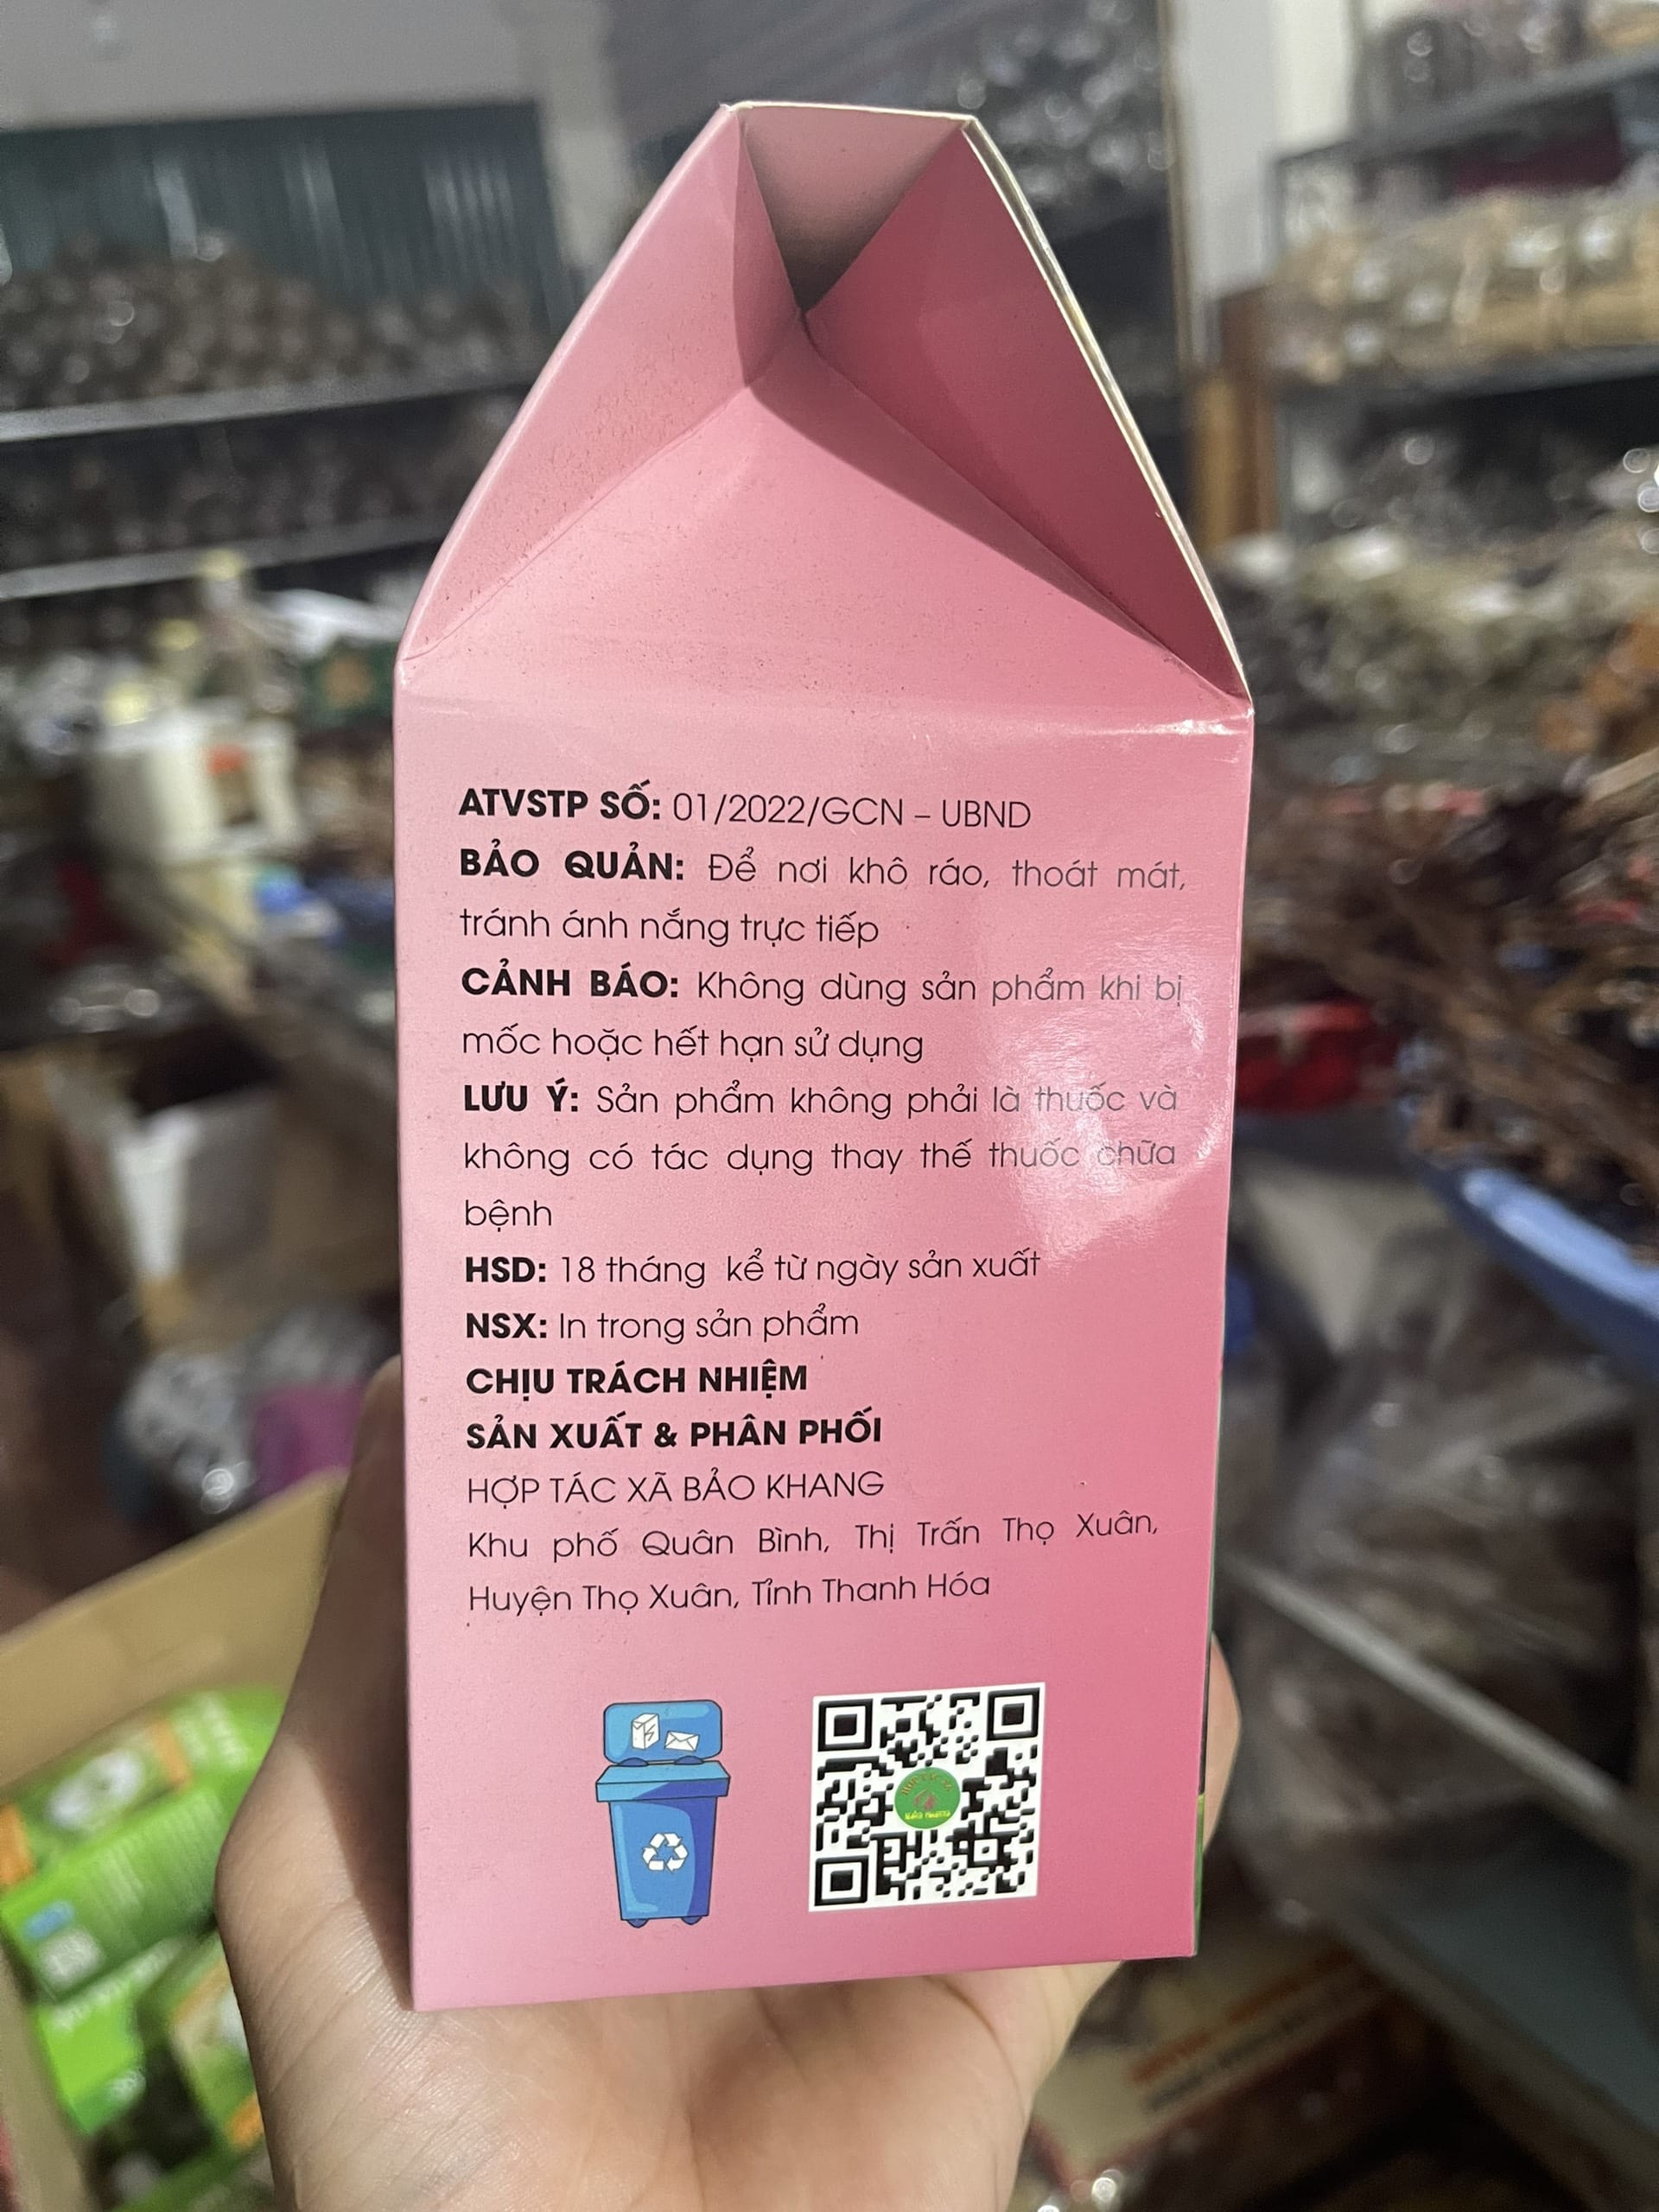 ATVSTP SỐ: 01/2022/GCN – UBND
BẢO QUẢN: Để nơi khô ráo, thoát mát,
tránh ánh nắng trực tiếp
CẢNH BÁO: Không dùng sản phẩm khi bị
mốc hoặc hết hạn sử dụng
LƯU Ý: Sản phẩm không phải là thuốc và
không có tác dụng thay thế thuốc chữa
bệnh
HSD: 18 tháng kể từ ngày sản xuất
NSX: In trong sản phẩm
CHỊU TRÁCH NHIỆM
SẢN XUẤT & PHÂN PHỐI
HỢP TÁC XÃ BẢO KHANG
Khu phố Quân Bình, Thị Trấn Thọ Xuân,
Huyện Thọ Xuân, Tỉnh Thanh Hóa